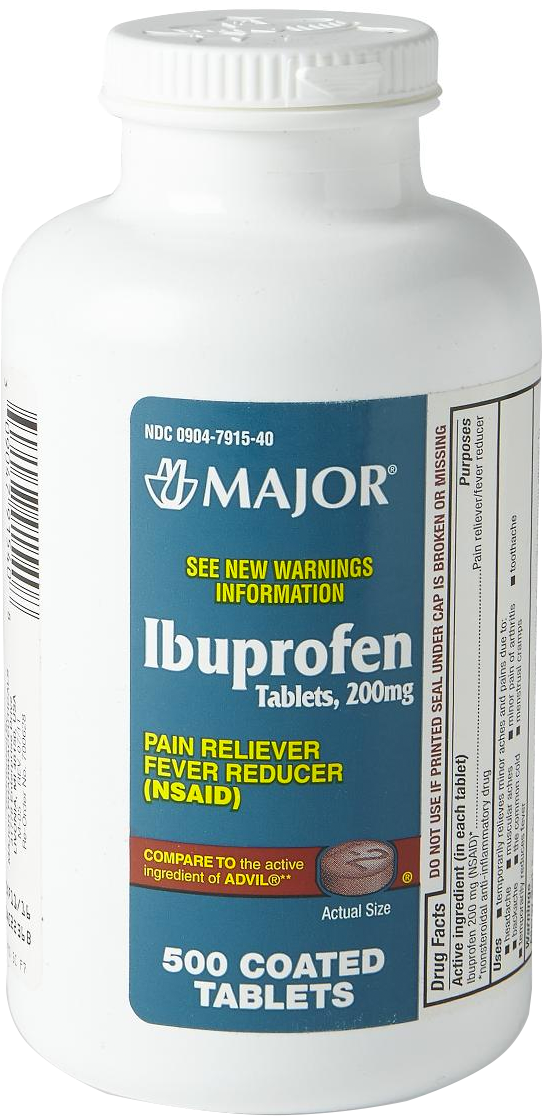 NDC 0904-7915-40
MAJOR®
SEE NEW WARNINGS
INFORMATION
Ibuprofen
Tablets, 200mg
PAIN RELIEVER
FEVER REDUCER
(NSAID)
COMPARE TO the active
ingredient of ADVIL®**
®
Actual Size
500 COATED
TABLETS
DO NOT USE IF PRINTED SEAL UNDER CAP IS BROKEN OR MISSING
Drug Facts
Active ingredient (in each tablet) Purposes
Ibuprofen 200 mg (NSAID)*..........Pain reliever/fever reducer
*nonsteroidal anti-inflammatory drug
Uses ■ temporarily relieves minor aches and pains due to:
■ headache ■ muscular aches ■ minor pain of arthritis ■ toothache
■ backache ■ the common cold ■ menstrual cramps
■ temporarily reduces fever
Warnings